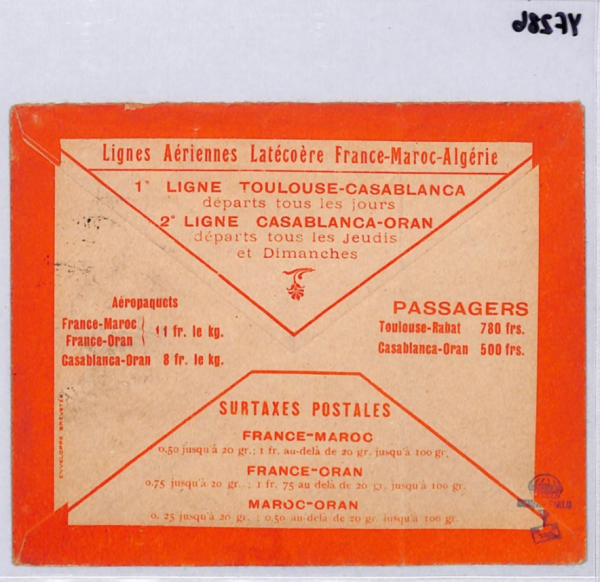 YF28b
Lignes Aériennes Latécoère France-Maroc-Algérie
1º LIGNE TOULOUSE-CASABLANCA
départs tous les jours
2º LIGNE CASABLANCA-ORAN
départs tous les Jeudis
et Dimanches
Aéropaquets
France-Maroc
France-Oran
} 11 fr. le kg.
Casablanca-Oran 8 fr. le kg.
PASSAGERS
Toulouse-Rabat 780 frs.
Casablanca-Oran 500 frs.
SURTAXES POSTALES
FRANCE-MAROC
0,50 jusqu'à 20 gr.; 1 fr. au-delà de 20 gr. jusqu'à 100 gr.
FRANCE-ORAN
0,75 jusqu'à 20 gr. ; 1 fr. 75 au delà de 20 gr. jusqu'à 100 gr.
MAROC-ORAN
0, 25 jusqu'à 20 gr. ; 0,50 au delà de 20 gr. jusqu'à 100 gr.
ENVELOPPE BREVETÉE